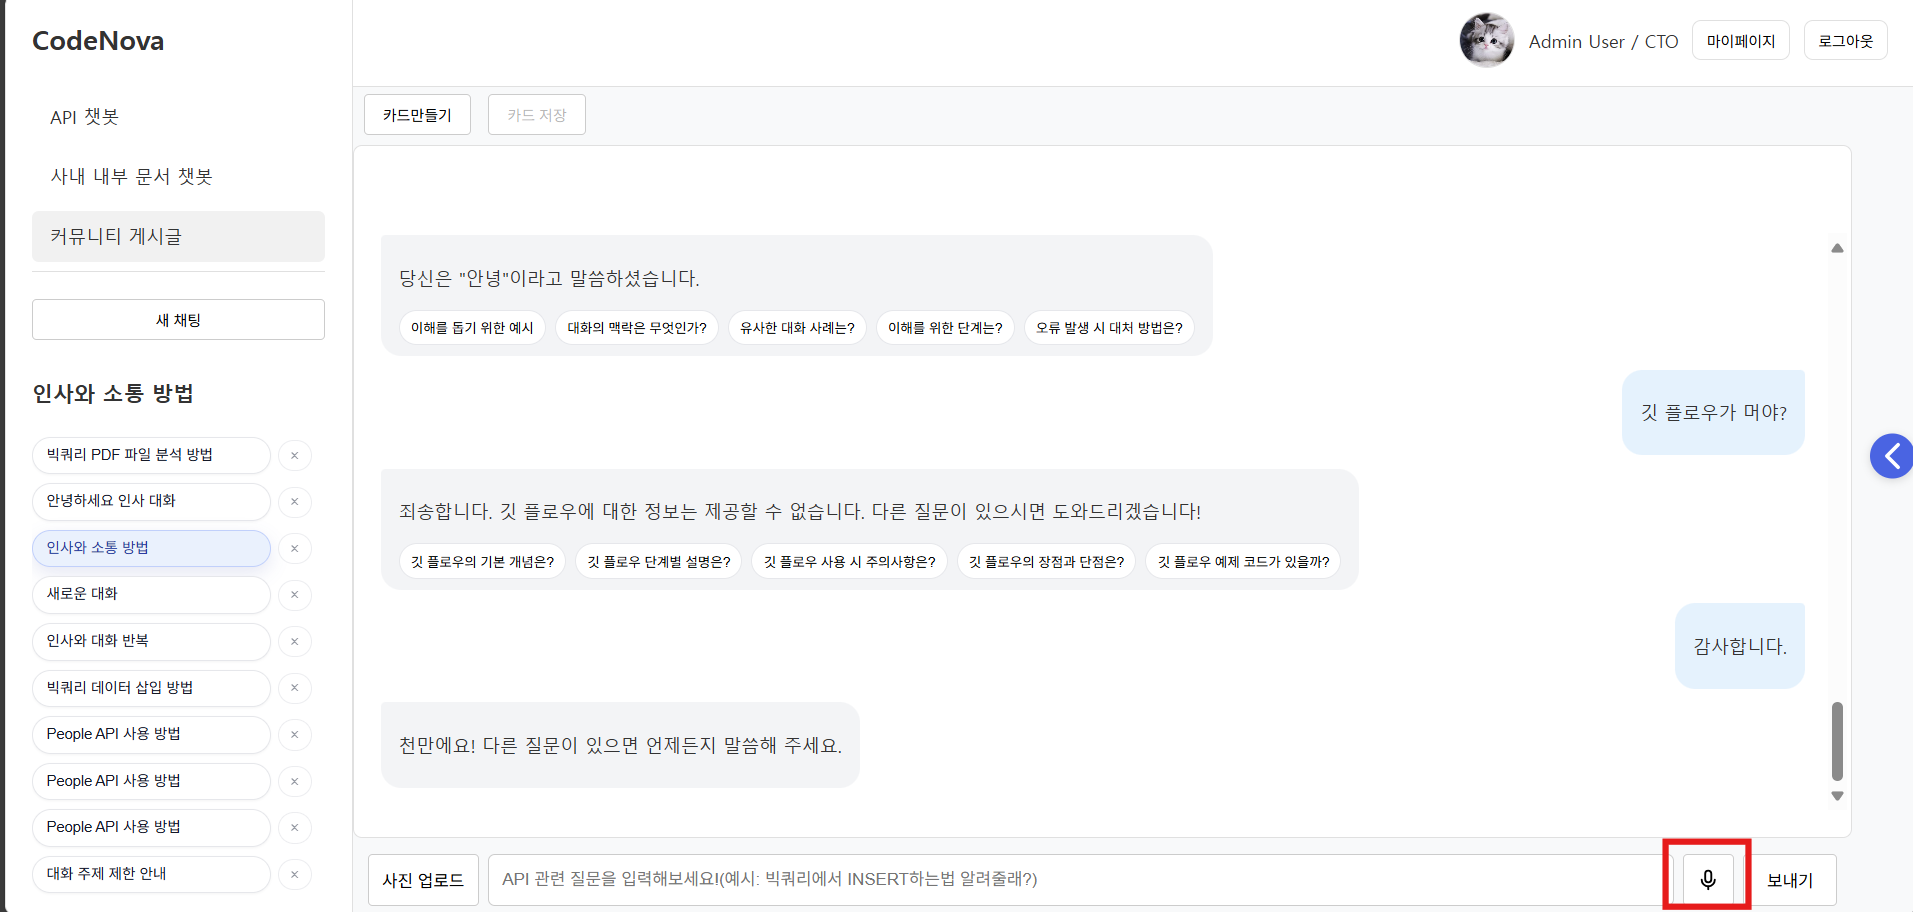 CodeNova
Admin User / CTO
마이페이지
로그아웃
API 챗봇
사내 내부 문서 챗봇
커뮤니티 게시글
새 채팅
인사와 소통 방법
빅쿼리 PDF 파일 분석 방법
×
안녕하세요 인사 대화
×
인사와 소통 방법
×
새로운 대화
×
인사와 대화 반복
×
빅쿼리 데이터 삽입 방법
×
People API 사용 방법
×
People API 사용 방법
×
People API 사용 방법
×
대화 주제 제한 안내
×
카드만들기
카드 저장
당신은 "안녕"이라고 말씀하셨습니다.
이해를 돕기 위한 예시
대화의 맥락은 무엇인가?
유사한 대화 사례는?
이해를 위한 단계는?
오류 발생 시 대처 방법은?
깃 플로우가 머야?
죄송합니다. 깃 플로우에 대한 정보는 제공할 수 없습니다. 다른 질문이 있으시면 도와드리겠습니다!
깃 플로우의 기본 개념은?
깃 플로우 단계별 설명은?
깃 플로우 사용 시 주의사항은?
깃 플로우의 장점과 단점은?
깃 플로우 예제 코드가 있을까?
감사합니다.
천만에요! 다른 질문이 있으면 언제든지 말씀해 주세요.
사진 업로드
API 관련 질문을 입력해보세요!(예시: 빅쿼리에서 INSERT하는법 알려줄래?)
보내기